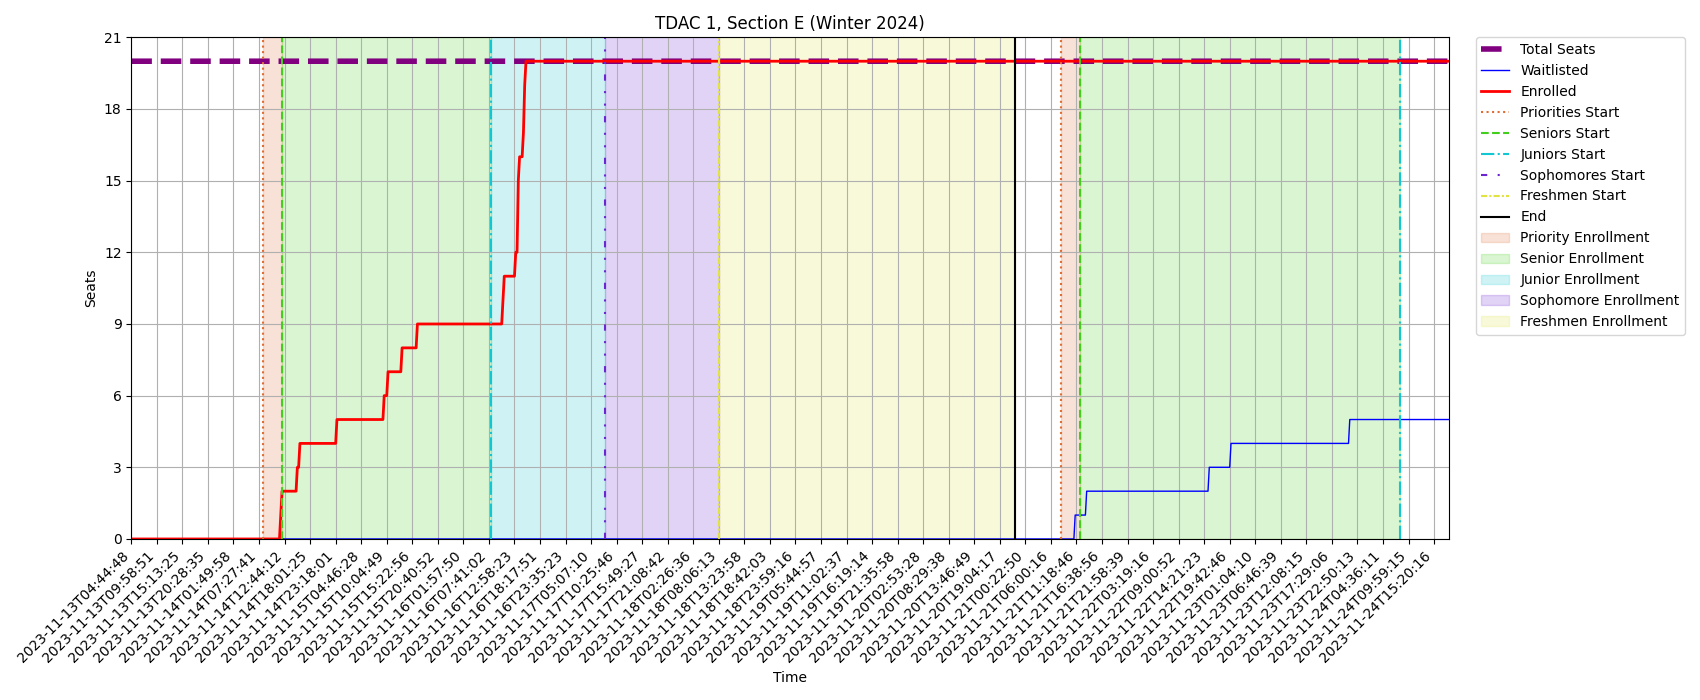 TDAC 1, Section E (Winter 2024)
21
18
15
12
9
6
3
0
Seats
2023-11-13T04:44:48
2023-11-13T09:58:51
2023-11-13T15:13:25
2023-11-13T20:28:35
2023-11-14T01:49:58
2023-11-14T07:27:41
2023-11-14T12:44:12
2023-11-14T18:01:25
2023-11-14T23:18:01
2023-11-15T04:46:28
2023-11-15T10:04:49
2023-11-15T15:22:56
2023-11-15T20:40:52
2023-11-16T01:57:50
2023-11-16T07:41:02
2023-11-16T12:58:23
2023-11-16T18:17:51
2023-11-16T23:35:23
2023-11-17T05:07:10
2023-11-17T10:25:46
2023-11-17T15:49:27
2023-11-17T21:08:42
2023-11-18T02:26:36
2023-11-18T08:06:13
2023-11-18T13:23:58
2023-11-18T18:42:03
2023-11-18T23:59:16
2023-11-19T05:44:57
2023-11-19T11:02:37
2023-11-19T16:19:14
2023-11-19T21:35:58
2023-11-20T02:53:28
2023-11-20T08:29:38
2023-11-20T13:46:49
2023-11-20T19:04:17
2023-11-21T00:22:50
2023-11-21T06:00:16
2023-11-21T11:18:46
2023-11-21T16:38:56
2023-11-21T21:58:39
2023-11-22T03:19:16
2023-11-22T09:00:52
2023-11-22T14:21:23
2023-11-22T19:42:46
2023-11-23T01:04:10
2023-11-23T06:46:39
2023-11-23T12:08:15
2023-11-23T17:29:06
2023-11-23T22:50:13
2023-11-24T04:36:11
2023-11-24T09:59:15
2023-11-24T15:20:16
Time
Total Seats
Waitlisted
Enrolled
Priorities Start
Seniors Start
Juniors Start
Sophomores Start
Freshmen Start
End
Priority Enrollment
Senior Enrollment
Junior Enrollment
Sophomore Enrollment
Freshmen Enrollment